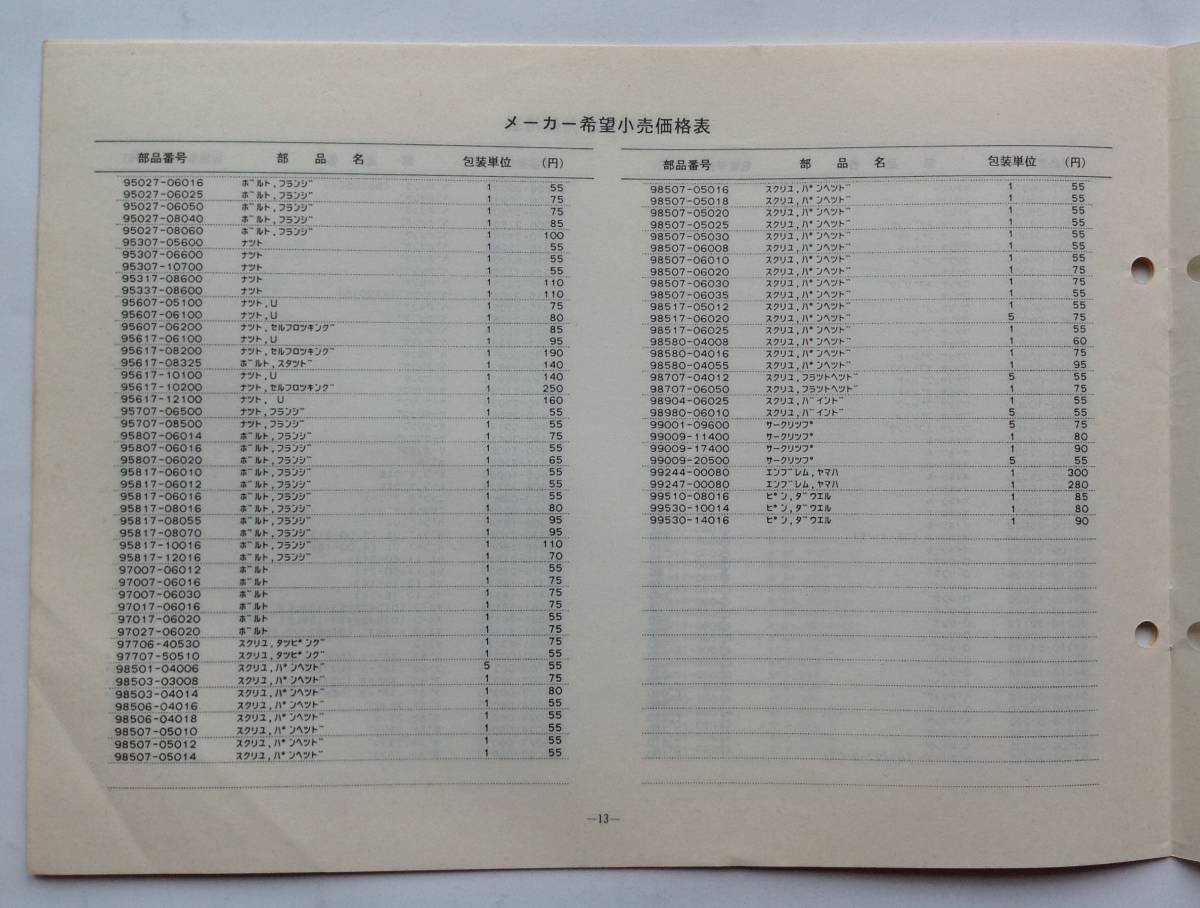 メーカー希望小売価格表
部品番号 部品名 包装単位 (円)
95027-06016 ボルト,フランジ 1 55
95027-06025 ボルト,フランジ 1 75
95027-06050 ボルト,フランジ 1 75
95027-08040 ボルト,フランジ 1 85
95027-08060 ボルト,フランジ 1 100
95307-05600 ナツト 1 55
95307-06600 ナツト 1 55
95307-10700 ナツト 1 55
95317-08600 ナツト 1 110
95337-08600 ナツト 1 110
95607-05100 ナツト,U 1 75
95607-06100 ナツト,U 1 80
95607-06200 ナツト,セルフロツキング 1 85
95617-06100 ナツト,U 1 95
95617-08200 ナツト,セルフロツキング 1 190
95617-08325 ボルト,スタツド 1 140
95617-10100 ナツト,U 1 140
95617-10200 ナツト,セルフロツキング 1 250
95617-12100 ナツト, U 1 160
95707-06500 ナツト,フランジ 1 55
95707-08500 ナツト,フランジ 1 55
95807-06014 ボルト,フランジ 1 75
95807-06016 ボルト,フランジ 1 55
95807-06020 ボルト,フランジ 1 65
95817-06010 ボルト,フランジ 1 55
95817-06012 ボルト,フランジ 1 55
95817-06016 ボルト,フランジ 1 55
95817-08016 ボルト,フランジ 1 80
95817-08055 ボルト,フランジ 1 95
95817-08070 ボルト,フランジ 1 95
95817-10016 ボルト,フランジ 1 110
95817-12016 ボルト,フランジ 1 70
97007-06012 ボルト 1 55
97007-06016 ボルト 1 75
97007-06030 ボルト 1 75
97017-06016 ボルト 1 75
97017-06020 ボルト 1 55
97027-06020 ボルト 1 75
97706-40530 スクリユ,タツピング 1 75
97707-50510 スクリユ,タツピング 1 55
98501-04006 スクリユ,パンヘツド 5 55
98503-03008 スクリユ,パンヘツド 1 75
98503-04014 スクリユ,パンヘツド 1 80
98506-04016 スクリユ,パンヘツド 1 55
98506-04018 スクリユ,パンヘツド 1 55
98507-05010 スクリユ,パンヘツド 1 55
98507-05012 スクリユ,パンヘツド 1 55
98507-05014 スクリユ,パンヘツド 1 55
部品番号 部品名 包装単位 (円)
98507-05016 スクリユ,パンヘツド 1 55
98507-05018 スクリユ,パンヘツド 1 55
98507-05020 スクリユ,パンヘツド 1 55
98507-05025 スクリユ,パンヘツド 1 55
98507-05030 スクリユ,パンヘツド 1 55
98507-06008 スクリユ,パンヘツド 1 55
98507-06010 スクリユ,パンヘツド 1 55
98507-06020 スクリユ,パンヘツド 1 75
98507-06030 スクリユ,パンヘツド 1 75
98507-06035 スクリユ,パンヘツド 1 55
98517-05012 スクリユ,パンヘツド 1 55
98517-06020 スクリユ,パンヘツド 5 75
98517-06025 スクリユ,パンヘツド 1 55
98580-04008 スクリユ,パンヘツド 1 60
98580-04016 スクリユ,パンヘツド 1 75
98580-04055 スクリユ,パンヘツド 1 95
98707-04012 スクリユ,フラツトヘツド 5 55
98707-06050 スクリユ,フラツトヘツド 1 75
98904-06025 スクリユ,バインド 1 55
98980-06010 スクリユ,バインド 5 55
99001-09600 サークリツプ 5 75
99009-11400 サークリツプ 1 80
99009-17400 サークリツプ 1 90
99009-20500 サークリツプ 5 55
99244-00080 エンブレム,ヤマハ 1 300
99247-00080 エンブレム,ヤマハ 1 280
99510-08016 ピン,ダウエル 1 85
99530-10014 ピン,ダウエル 1 80
99530-14016 ピン,ダウエル 1 90
—13—